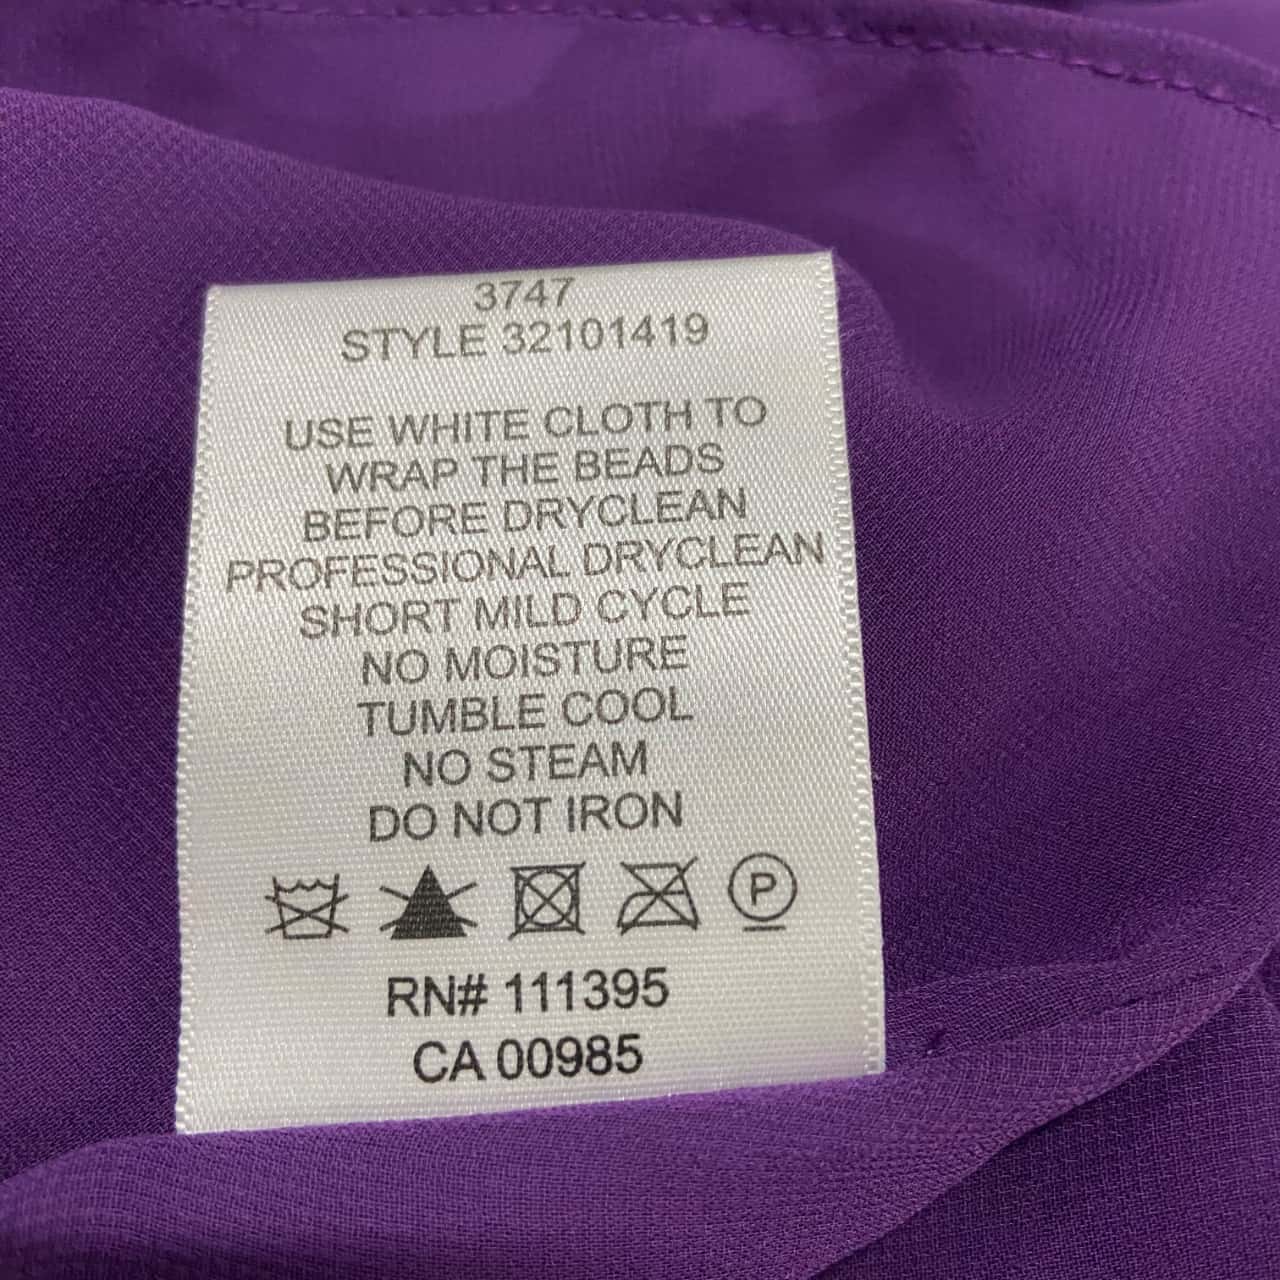 3747
STYLE 32101419
USE WHITE CLOTH TO
WRAP THE BEADS
BEFORE DRYCLEAN
PROFESSIONAL DRYCLEAN
SHORT MILD CYCLE
NO MOISTURE
TUMBLE COOL
NO STEAM
DO NOT IRON
P
RN# 111395
CA 00985